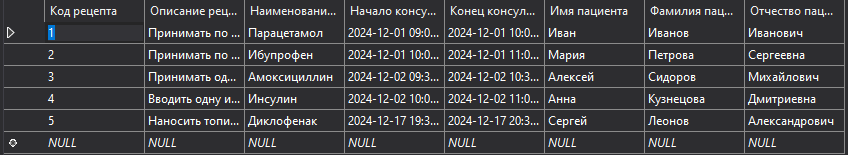 Код рецепта Описание рец... Наименовани... Начало консу... Конец консул... Имя пациента Фамилия пац... Отчество пац...
1 Принимать по ... Парацетамол 2024-12-01 09:0... 2024-12-01 10:0... Иван Иванов Иванович
2 Принимать по ... Ибупрофен 2024-12-01 10:0... 2024-12-01 11:0... Мария Петрова Сергеевна
3 Принимать од... Амоксициллин 2024-12-02 09:3... 2024-12-02 10:3... Алексей Сидоров Михайлович
4 Вводить одну и... Инсулин 2024-12-02 10:0... 2024-12-02 11:0... Анна Кузнецова Дмитриевна
5 Наносить топи... Диклофенак 2024-12-17 19:3... 2024-12-17 20:3... Сергей Леонов Александрович
NULL NULL NULL NULL NULL NULL NULL NULL